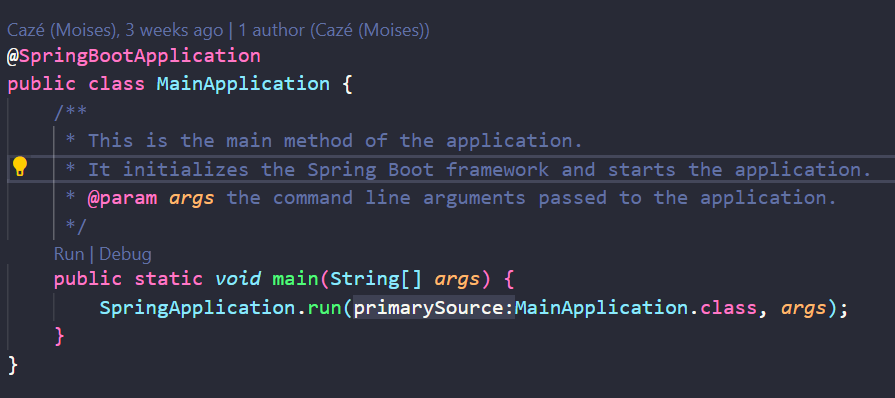 Cazé (Moises), 3 weeks ago | 1 author (Cazé (Moises))
@SpringBootApplication
public class MainApplication {
/**
* This is the main method of the application.
* It initializes the Spring Boot framework and starts the application.
* @param args the command line arguments passed to the application.
*/
Run | Debug
public static void main(String[] args) {
SpringApplication.run(primarySource:MainApplication.class, args);
}
}